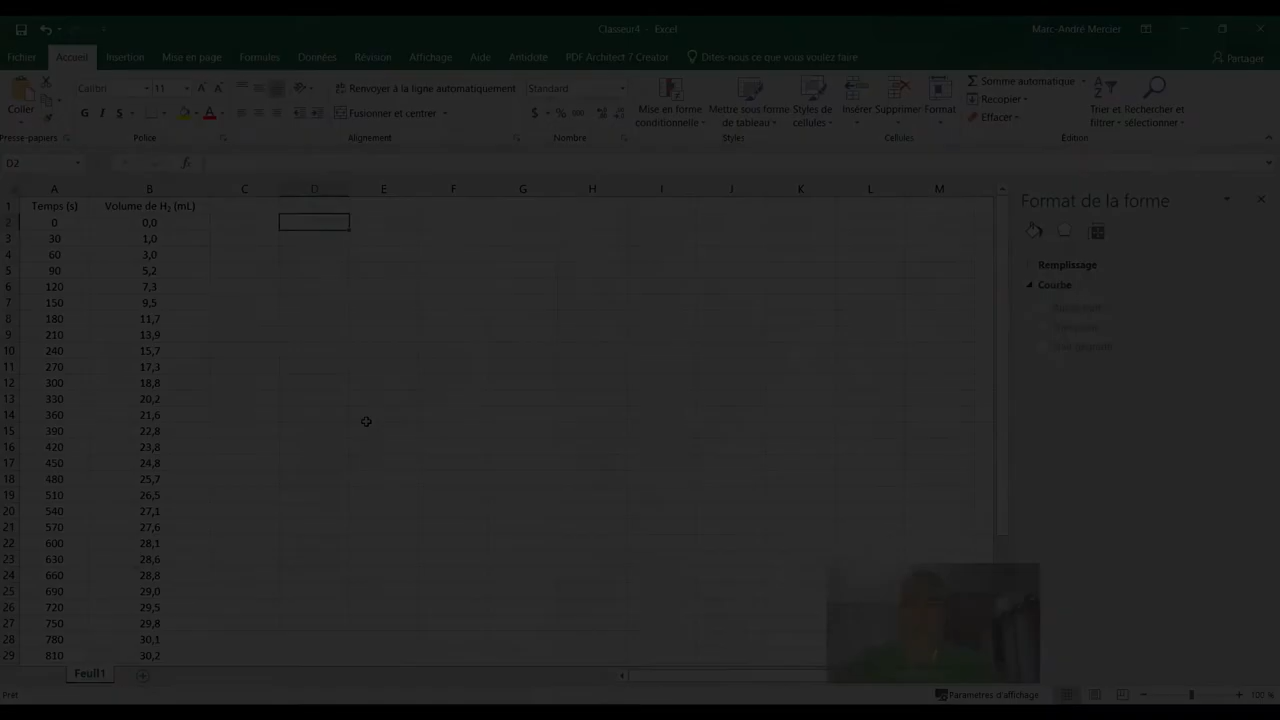 Classeur4 - Excel
Marc-André Mercier
Fichier Accueil Insertion Mise en page Formules Données Révision Affichage Aide Antidote PDF Architect 7 Creator Dites-nous ce que vous voulez faire Partager
Coller
Calibri 11
Renvoyer à la ligne automatiquement
Standard
Mise en forme conditionnelle
Mettre sous forme de tableau
Styles de cellules
Insérer Supprimer Format
Somme automatique
Recopier
Effacer
Trier et filtrer
Rechercher et sélectionner
G I S
Fusionner et centrer
$ % 000
Presse-papiers Police Alignement Nombre Styles Cellules Édition
D2 fx
A B C D E F G H I J K L M
1 Temps (s) Volume de H₂ (mL)
2 0 0,0
3 30 1,0
4 60 3,0
5 90 5,2
6 120 7,3
7 150 9,5
8 180 11,7
9 210 13,9
10 240 15,7
11 270 17,3
12 300 18,8
13 330 20,2
14 360 21,6
15 390 22,8
16 420 23,8
17 450 24,8
18 480 25,7
19 510 26,5
20 540 27,1
21 570 27,6
22 600 28,1
23 630 28,6
24 660 28,8
25 690 29,0
26 720 29,5
27 750 29,8
28 780 30,1
29 810 30,2
Format de la forme
Remplissage
Courbe
Feuil1
Prêt
Paramètres d'affichage
100 %